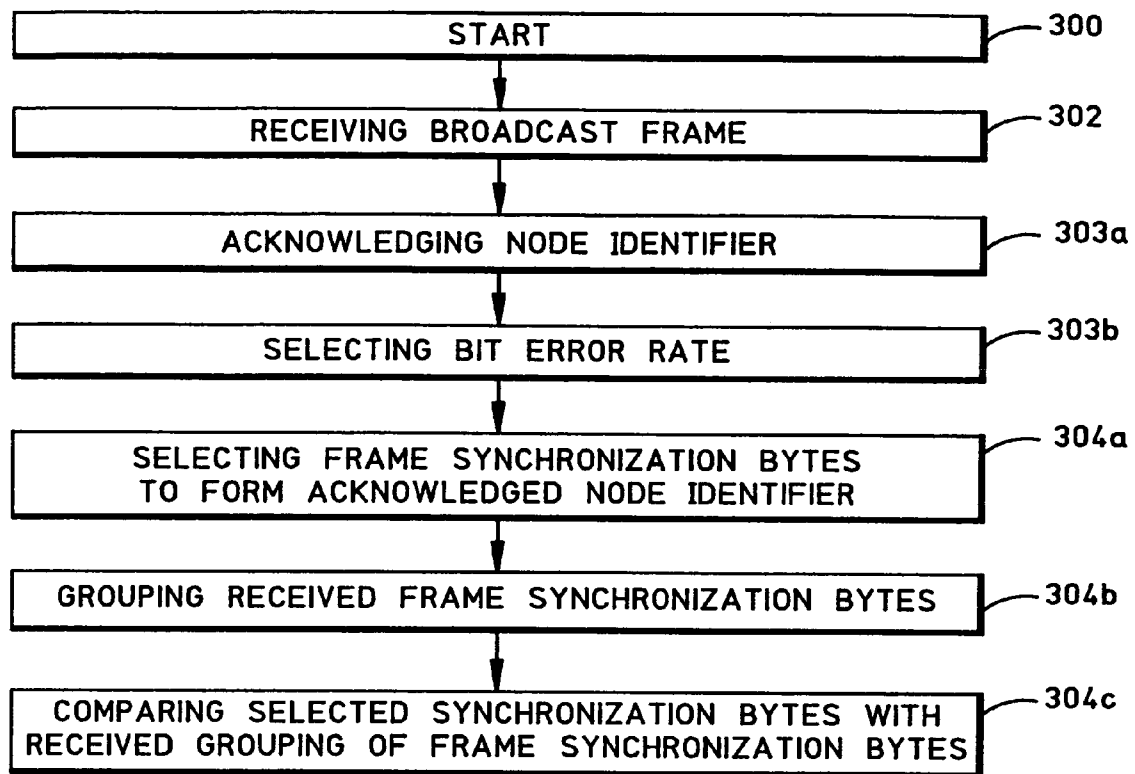 START
300
RECEIVING BROADCAST FRAME
302
ACKNOWLEDGING NODE IDENTIFIER
303a
SELECTING BIT ERROR RATE
303b
SELECTING FRAME SYNCHRONIZATION BYTES
TO FORM ACKNOWLEDGED NODE IDENTIFIER
304a
GROUPING RECEIVED FRAME SYNCHRONIZATION BYTES
304b
COMPARING SELECTED SYNCHRONIZATION BYTES WITH
RECEIVED GROUPING OF FRAME SYNCHRONIZATION BYTES
304c